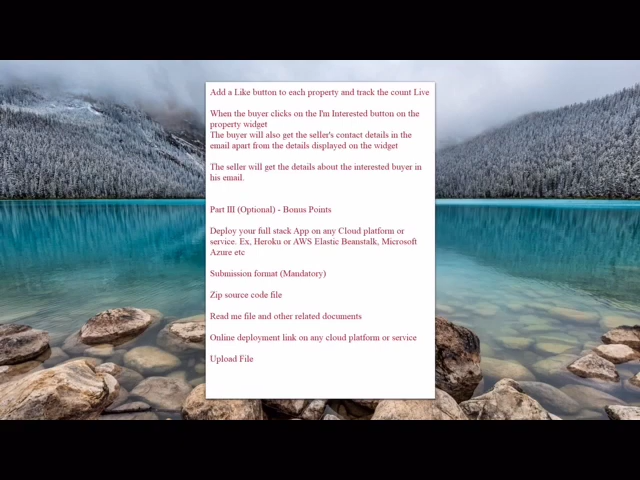 Add a Like button to each property and track the count Live
When the buyer clicks on the I'm Interested button on the
property widget
The buyer will also get the seller's contact details in the
email apart from the details displayed on the widget
The seller will get the details about the interested buyer in
his email.
Part III (Optional) - Bonus Points
Deploy your full stack App on any Cloud platform or
service. Ex, Heroku or AWS Elastic Beanstalk, Microsoft
Azure etc
Submission format (Mandatory)
Zip source code file
Read me file and other related documents
Online deployment link on any cloud platform or service
Upload File